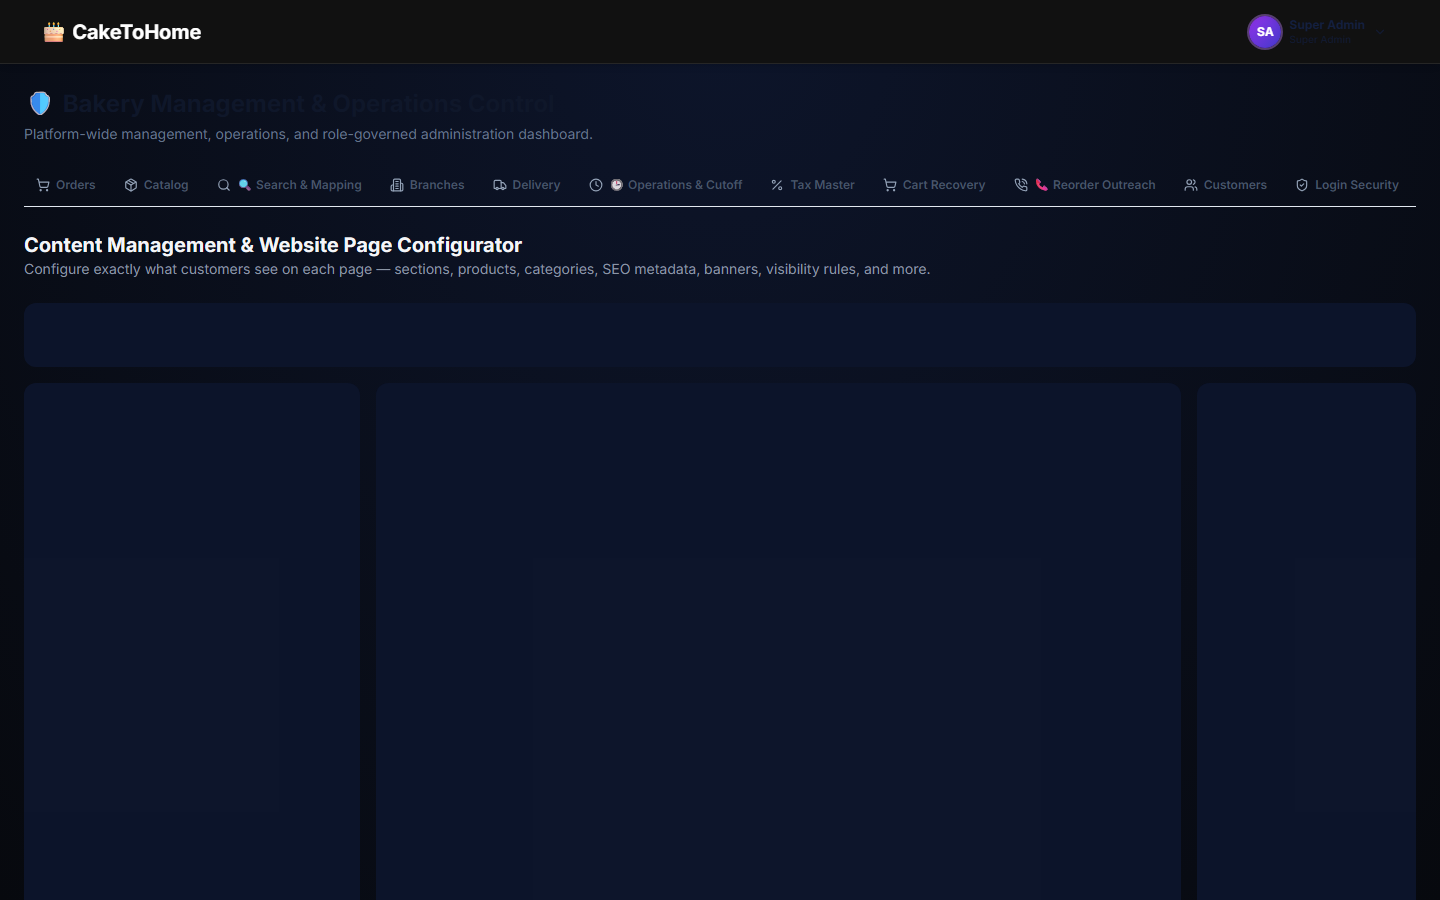 CakeToHome
SA
Super Admin
Super Admin
Bakery Management & Operations Control
Platform-wide management, operations, and role-governed administration dashboard.
Orders
Catalog
Search & Mapping
Branches
Delivery
Operations & Cutoff
Tax Master
Cart Recovery
Reorder Outreach
Customers
Login Security
Content Management & Website Page Configurator
Configure exactly what customers see on each page — sections, products, categories, SEO metadata, banners, visibility rules, and more.